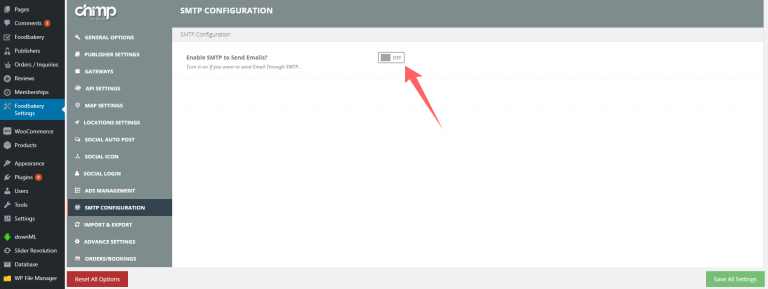 Pages
Comments 1
Foodbakery
Publishers
Orders / Inquiries
Reviews
Memberships
Foodbakery
Settings
WooCommerce
Products
Appearance
Plugins
Users
Tools
Settings
downML
Slider Revolution
Database
WP File Manager
chimp
GENERAL OPTIONS
PUBLISHER SETTINGS
GATEWAYS
API SETTINGS
MAP SETTINGS
LOCATIONS SETTINGS
SOCIAL AUTO POST
SOCIAL ICON
SOCIAL LOGIN
ADS MANAGEMENT
SMTP CONFIGURATION
IMPORT & EXPORT
ADVANCE SETTINGS
ORDERS/BOOKINGS
SMTP CONFIGURATION
SMTP Configuration
Enable SMTP to Send Emails?
OFF
Turn it on If you want to send Email Through SMTP..
Reset All Options
Save All Settings